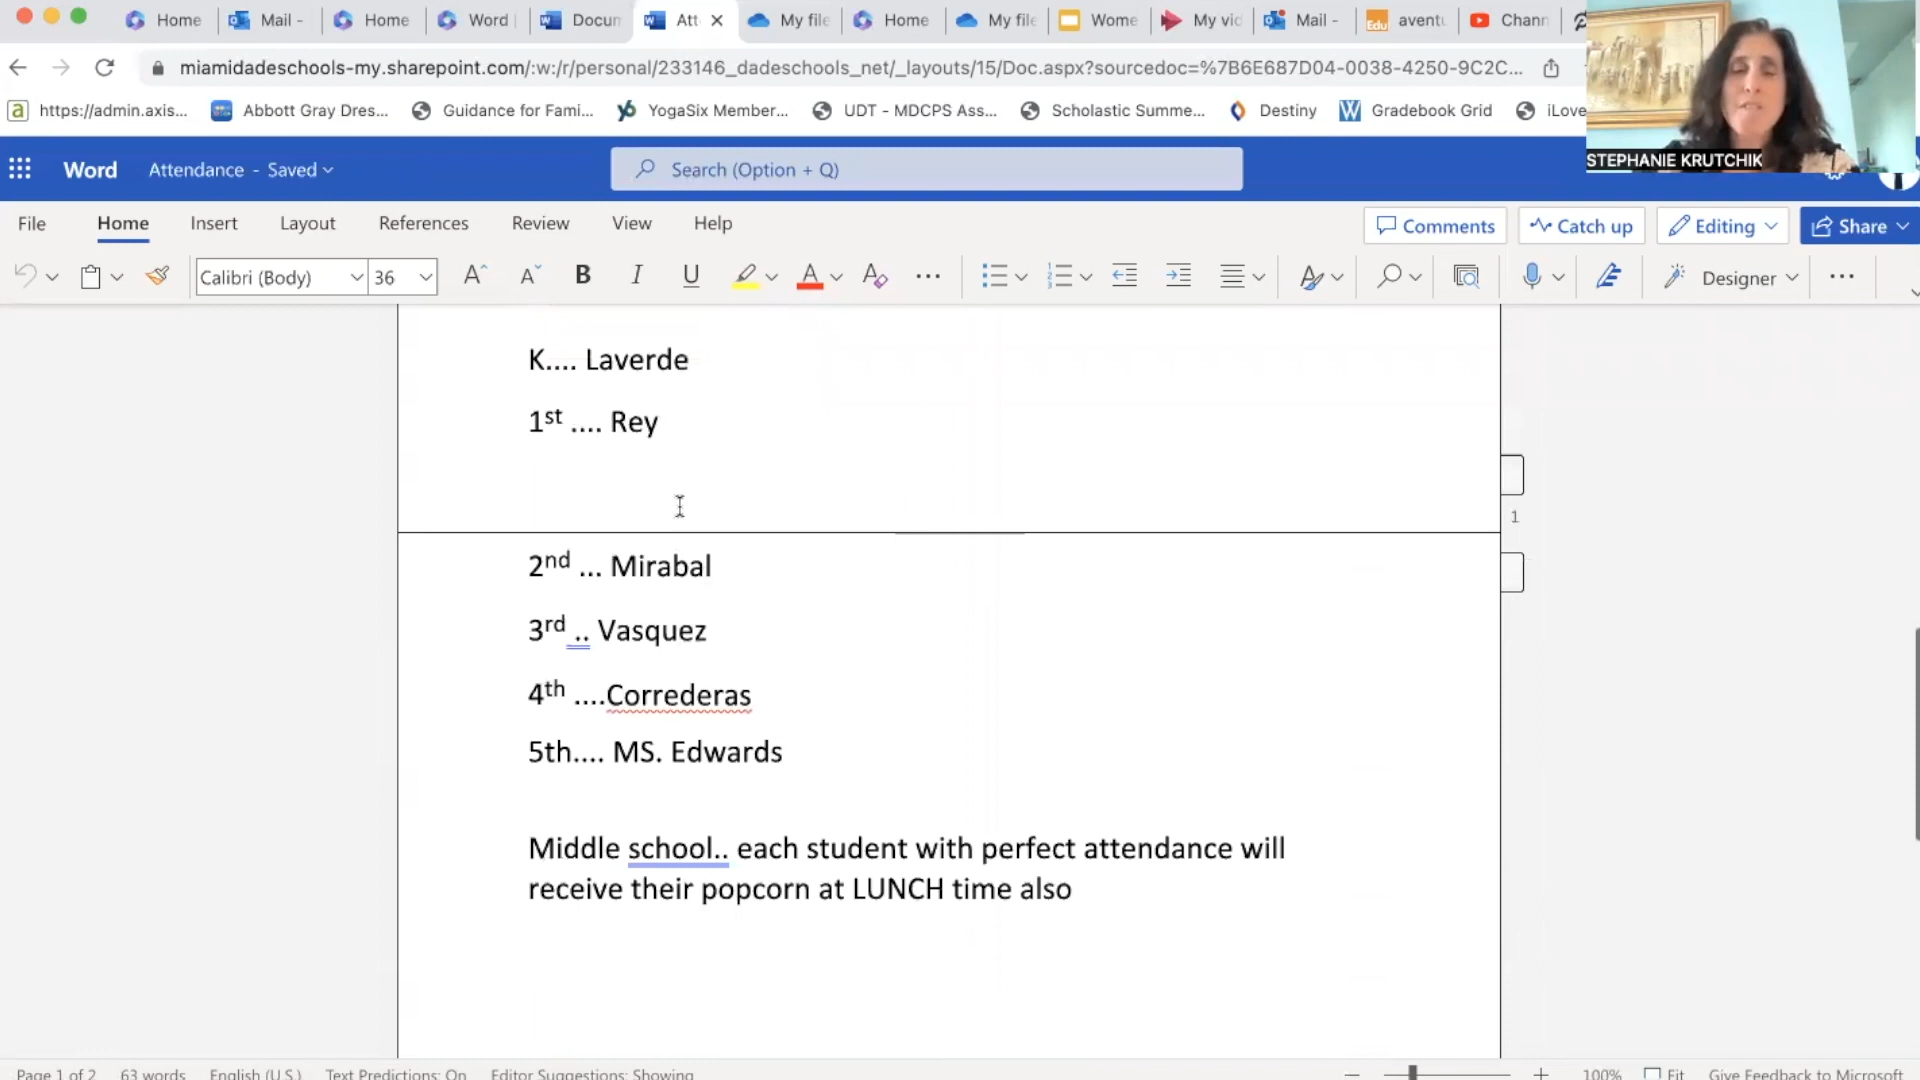 Home
Mail -
Home
Word
Docun
Att
My file
Home
My file
Wome
My vic
Mail -
Edu
aventu
Chann
miamidadeschools-my.sharepoint.com/:w:/r/personal/233146_dadeschools_net/_layouts/15/Doc.aspx?sourcedoc=%7B6E687D04-0038-4250-9C2C...
https://admin.axis...
Abbott Gray Dres...
Guidance for Fami...
YogaSix Member...
UDT - MDCPS Ass...
Scholastic Summe...
Destiny
Gradebook Grid
iLove
STEPHANIE KRUTCHIK
Word
Attendance - Saved
Search (Option + Q)
File
Home
Insert
Layout
References
Review
View
Help
Comments
Catch up
Editing
Share
Calibri (Body)
36
Designer
K.... Laverde
1st .... Rey
1
2nd ... Mirabal
3rd .. Vasquez
4th ....Correderas
5th.... MS. Edwards
Middle school.. each student with perfect attendance will
receive their popcorn at LUNCH time also
Page 1 of 2
63 words
English (U.S.)
Text Predictions: On
Editor Suggestions: Showing
100%
Fit
Give Feedback to Microsoft